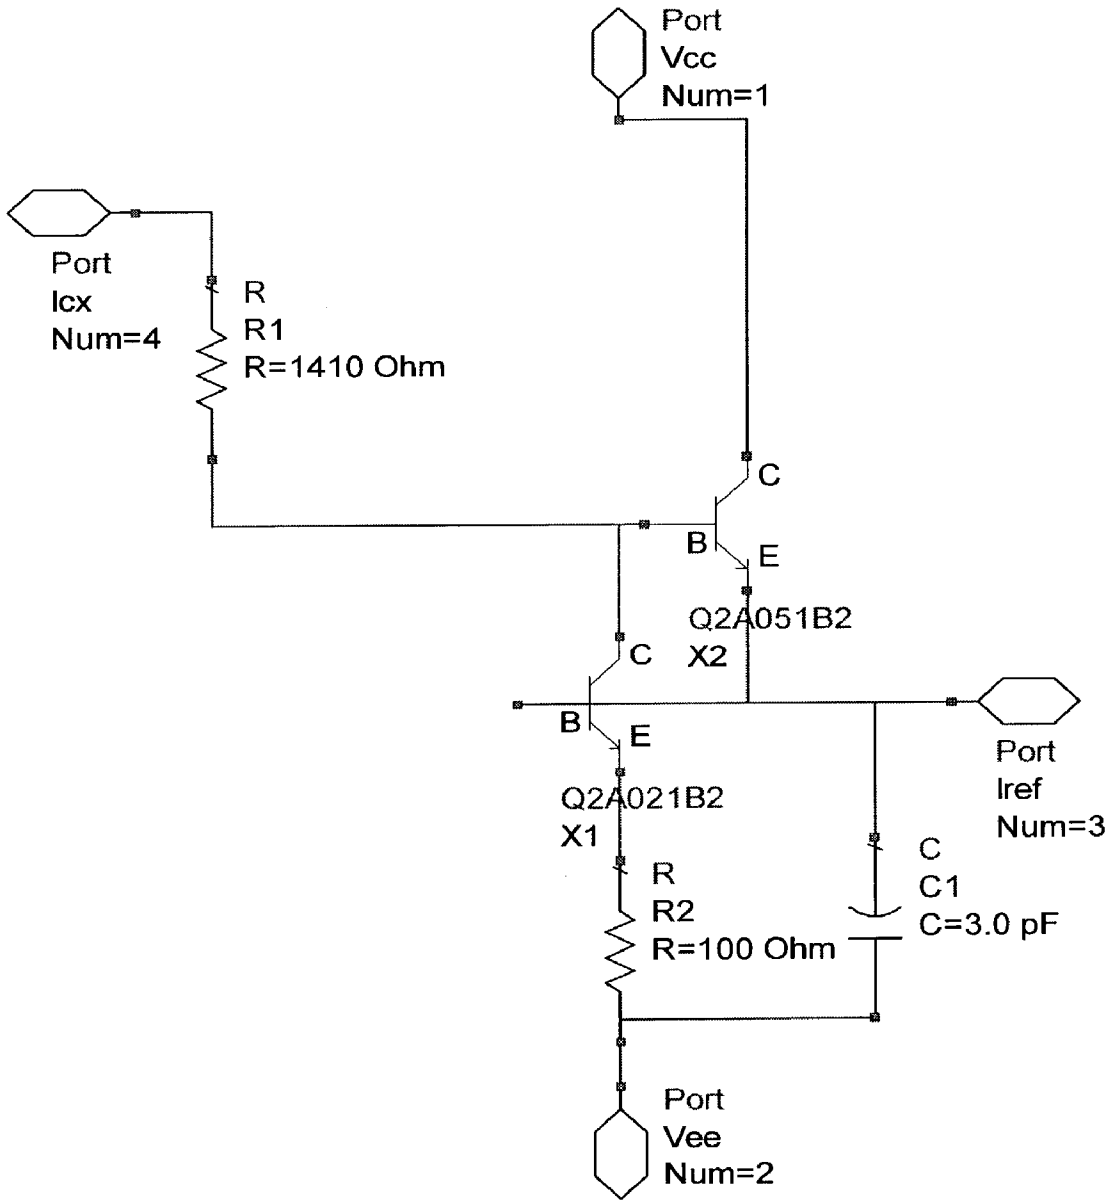 Port
Vcc
Num=1
Port
Icx
Num=4
R
R1
R=1410 Ohm
C
B
E
Q2A051B2
X2
C
B
E
Q2A021B2
X1
Port
Iref
Num=3
R
R2
R=100 Ohm
C
C1
C=3.0 pF
Port
Vee
Num=2